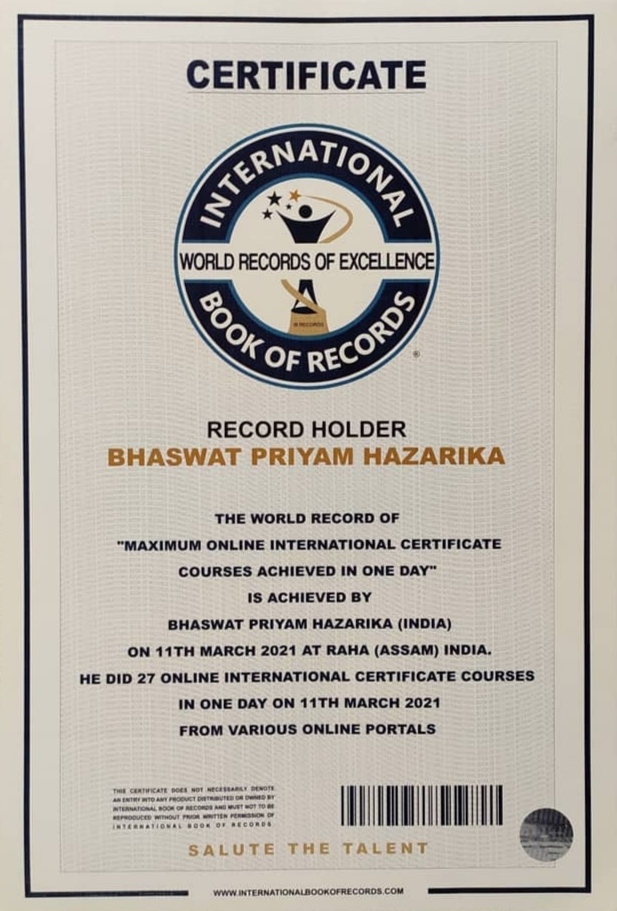 CERTIFICATE
INTERNATIONAL
WORLD RECORDS OF EXCELLENCE
IB RECORDS
BOOK OF RECORDS
®
RECORD HOLDER
BHASWAT PRIYAM HAZARIKA
THE WORLD RECORD OF
"MAXIMUM ONLINE INTERNATIONAL CERTIFICATE
COURSES ACHIEVED IN ONE DAY"
IS ACHIEVED BY
BHASWAT PRIYAM HAZARIKA (INDIA)
ON 11TH MARCH 2021 AT RAHA (ASSAM) INDIA.
HE DID 27 ONLINE INTERNATIONAL CERTIFICATE COURSES
IN ONE DAY ON 11TH MARCH 2021
FROM VARIOUS ONLINE PORTALS
THIS CERTIFICATE DOES NOT NECESSARILY DENOTE
AN ENTRY INTO ANY PRODUCT DISTRIBUTED OR OWNED BY
INTERNATIONAL BOOK OF RECORDS AND MUST NOT TO BE
REPRODUCED WITHOUT PRIOR WRITTEN PERMISSION OF
INTERNATIONAL BOOK OF RECORDS.
SALUTE THE TALENT
WWW.INTERNATIONALBOOKOFRECORDS.COM